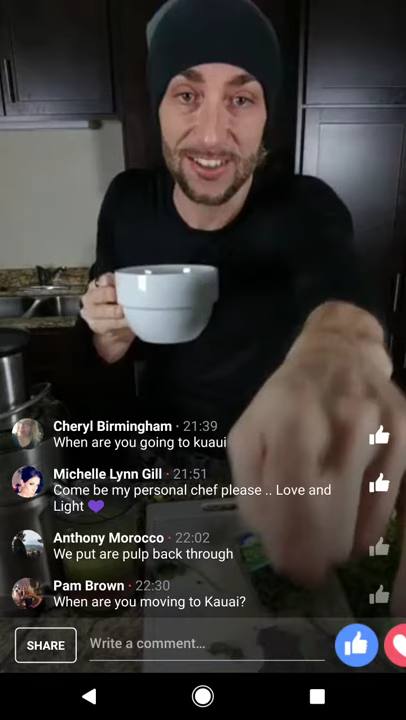 Cheryl Birmingham · 21:39
When are you going to kuaui
Michelle Lynn Gill · 21:51
Come be my personal chef please .. Love and
Light 💜
Anthony Morocco · 22:02
We put are pulp back through
Pam Brown · 22:30
When are you moving to Kauai?
SHARE
Write a comment...